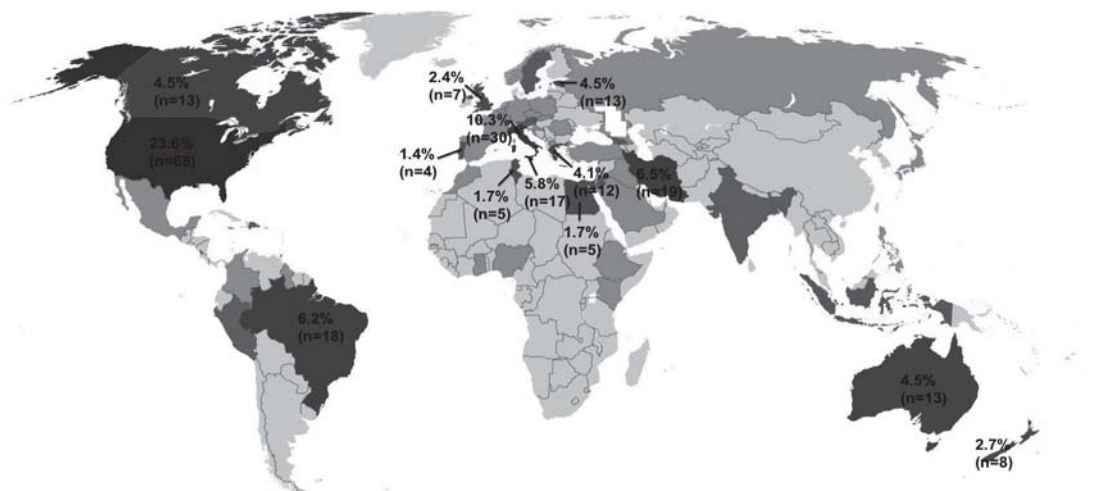 4.5%
(n=13)
23.6%
(n=68)
6.2%
(n=18)
2.4%
(n=7)
4.5%
(n=13)
10.3%
(n=30)
1.4%
(n=4)
1.7%
(n=5)
5.8%
(n=17)
4.1%
(n=12)
1.7%
(n=5)
6.5%
(n=19)
4.5%
(n=13)
2.7%
(n=8)